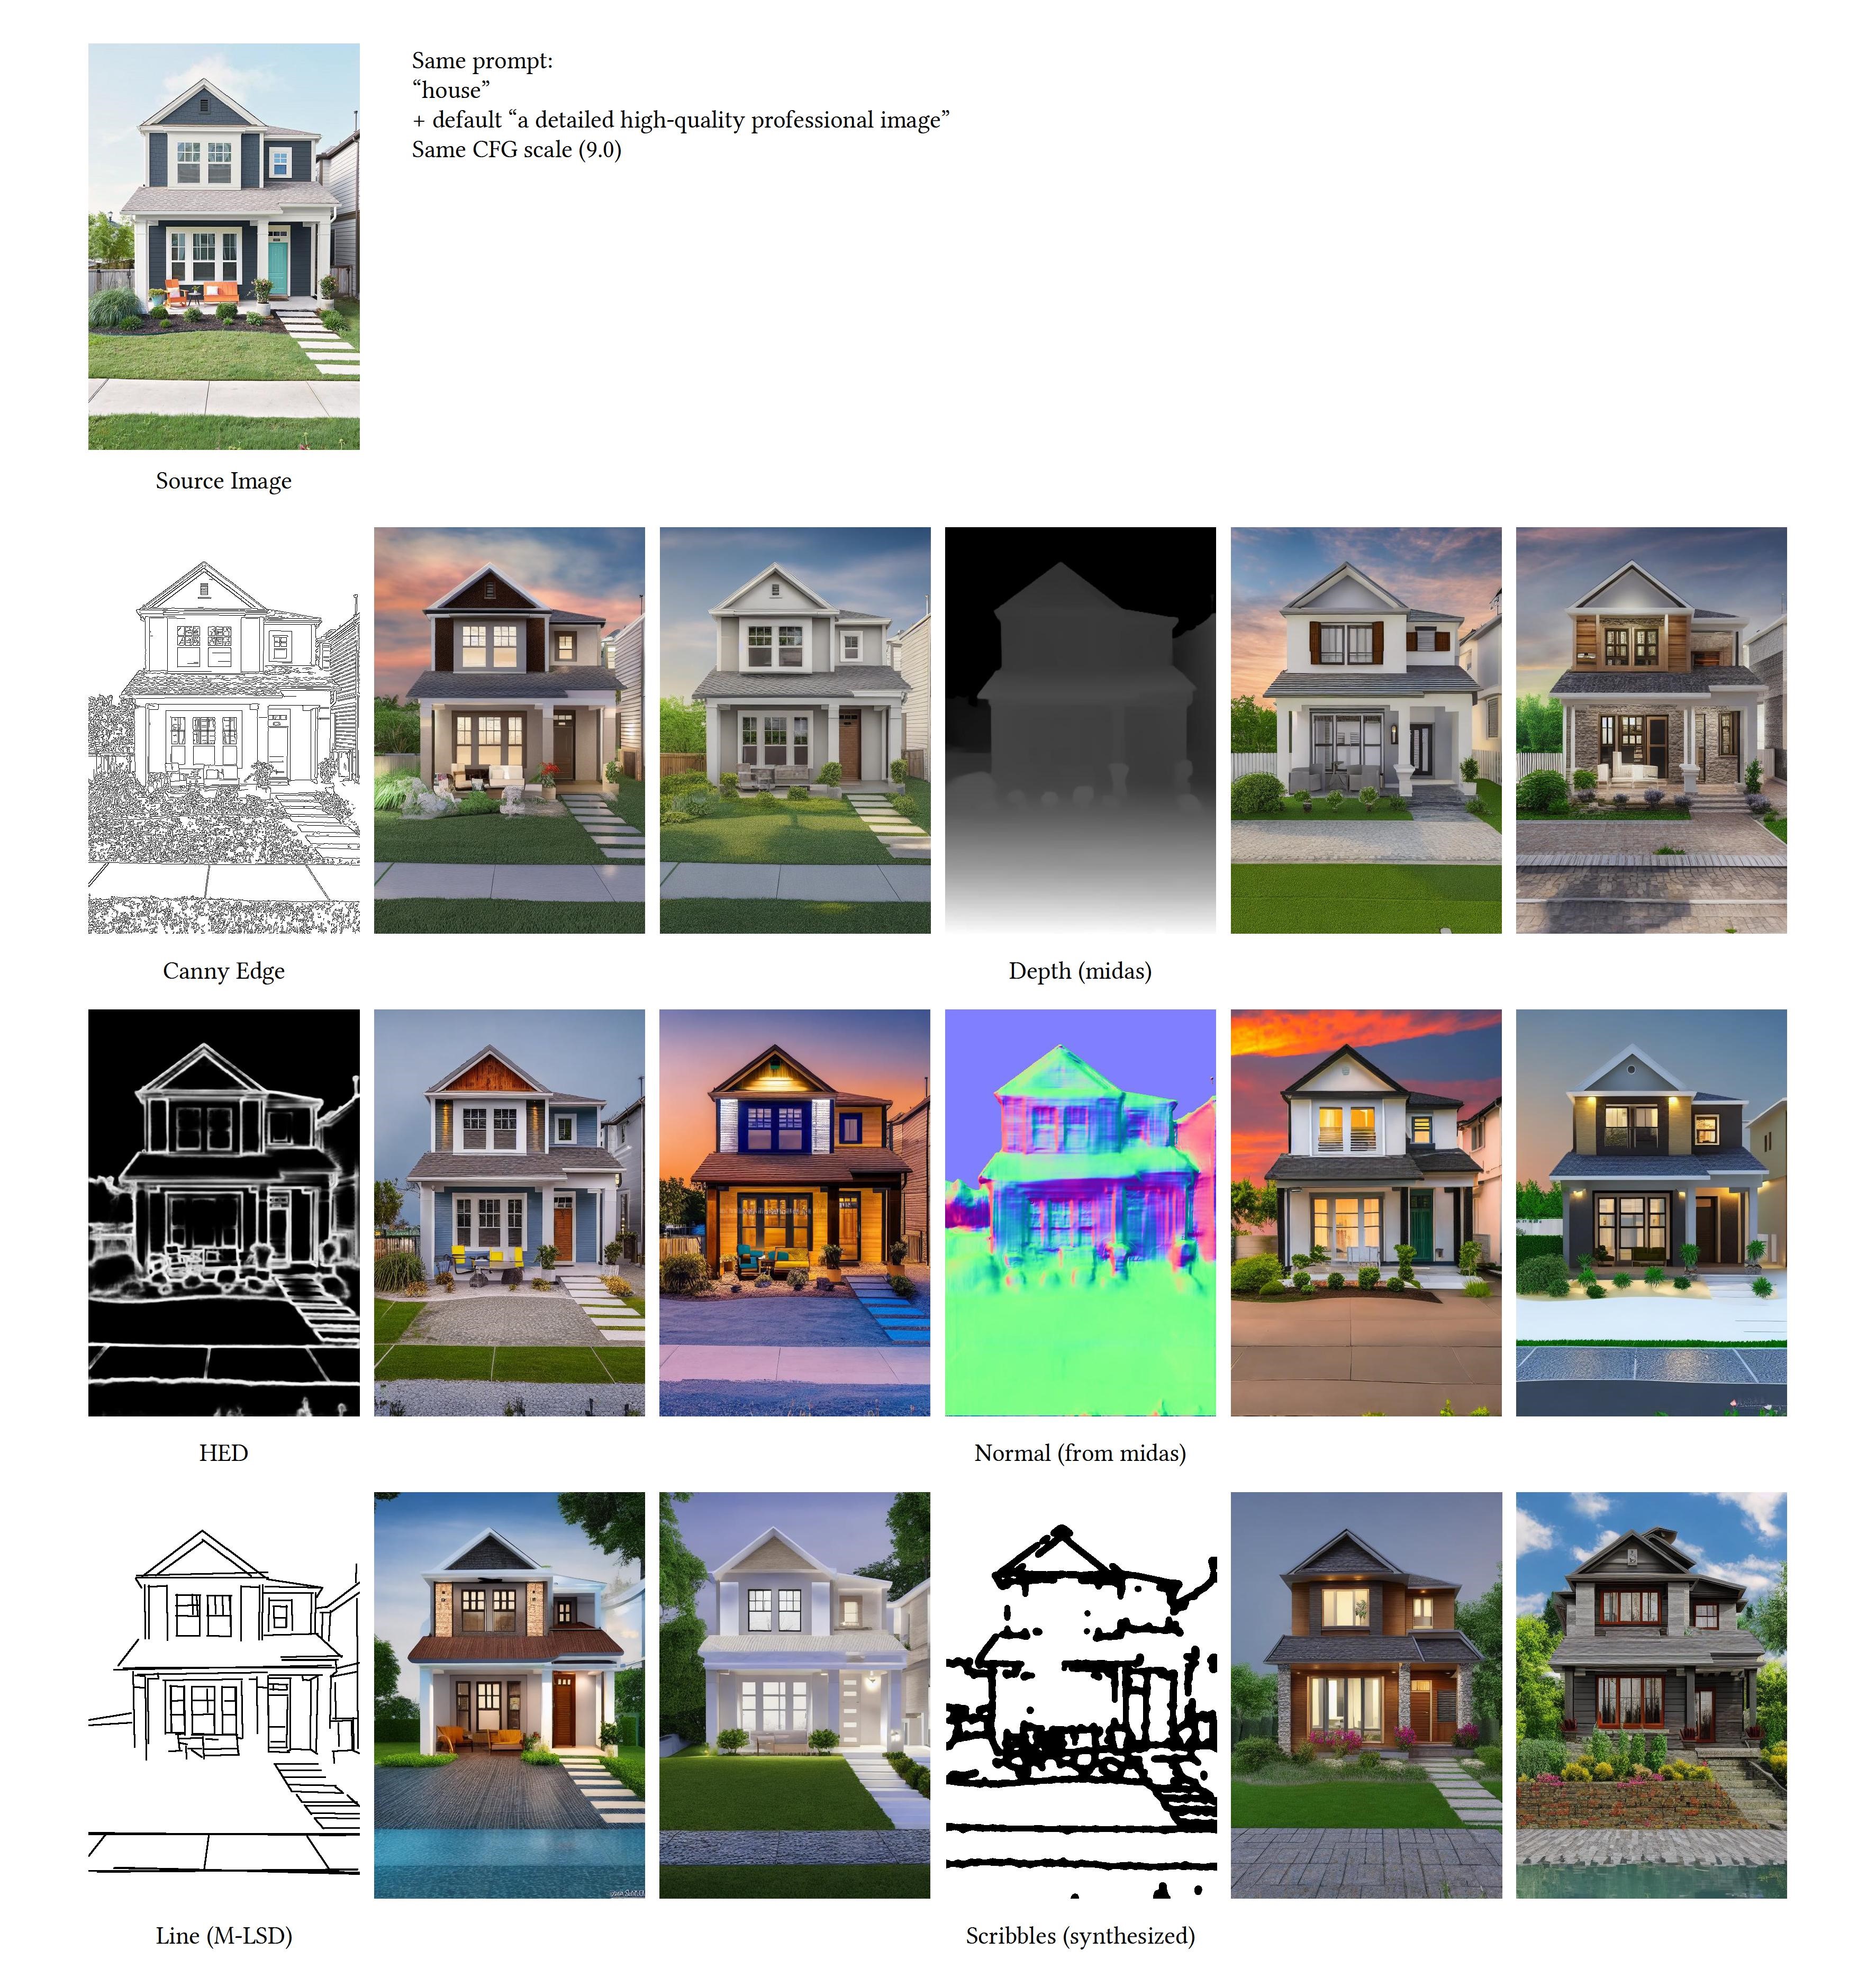 Same prompt:
“house”
+ default “a detailed high-quality professional image”
Same CFG scale (9.0)
Source Image
Canny Edge
Depth (midas)
HED
Normal (from midas)
Line (M-LSD)
Scribbles (synthesized)